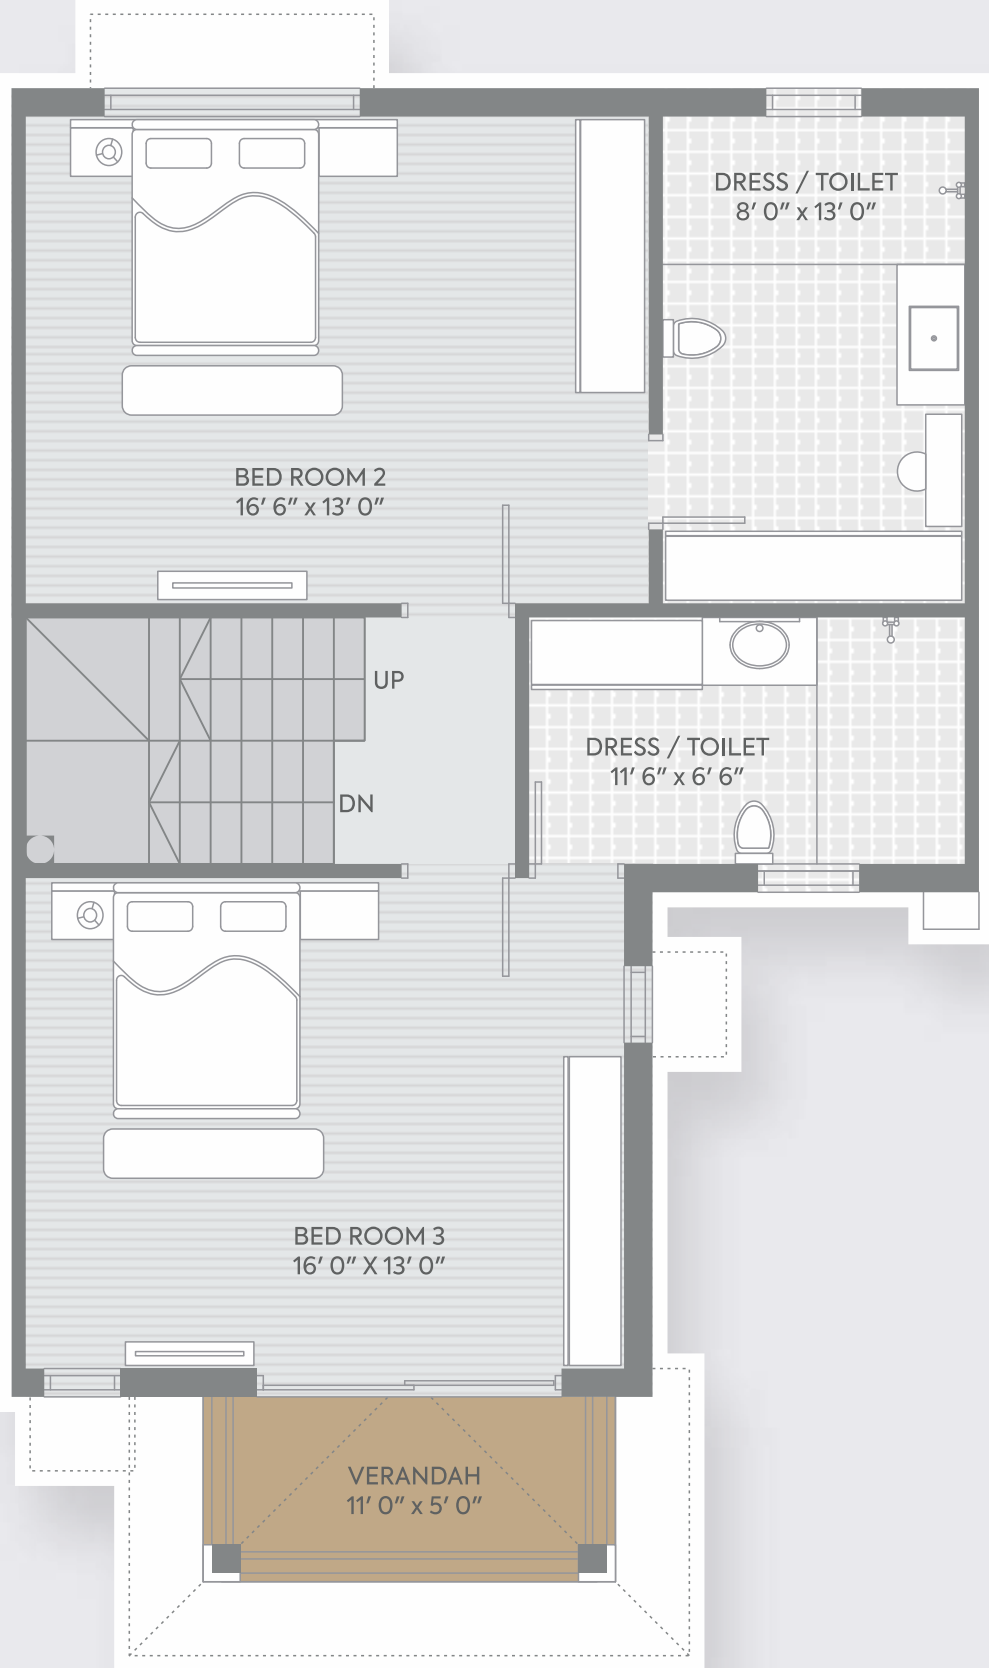 DRESS / TOILET
8’ 0” x 13’ 0”
BED ROOM 2
16’ 6” x 13’ 0”
UP
DRESS / TOILET
11’ 6” x 6’ 6”
DN
BED ROOM 3
16’ 0” X 13’ 0”
VERANDAH
11’ 0” x 5’ 0”